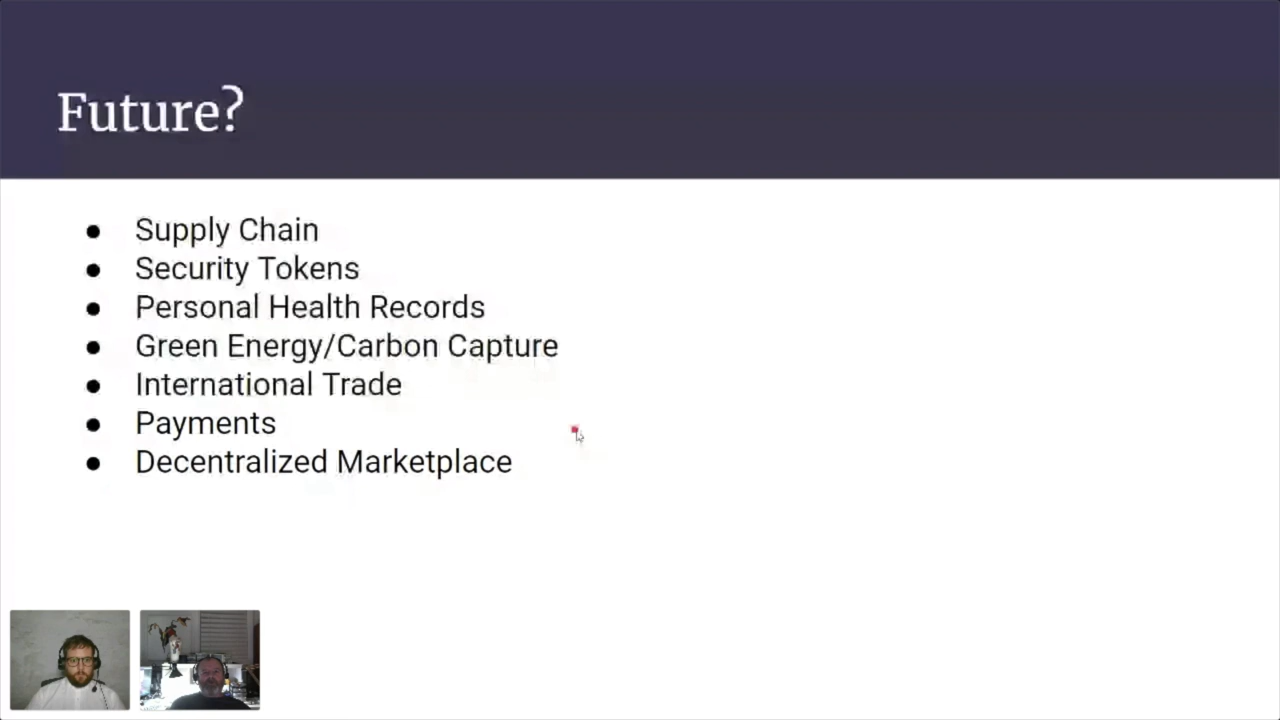 Future?
● Supply Chain
● Security Tokens
● Personal Health Records
● Green Energy/Carbon Capture
● International Trade
● Payments
● Decentralized Marketplace